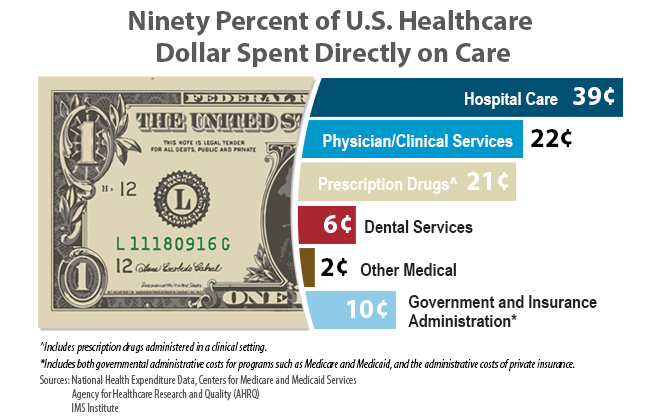 Ninety Percent of U.S. Healthcare
Dollar Spent Directly on Care
FEDERAL R
THE UNITED S
THIS NOTE IS LEGAL TENDER
FOR ALL DEBTS, PUBLIC AND PRIVATE
1
H, 12
L
L 11180916 G
12
1
ONE
Hospital Care 39¢
Physician/Clinical Services 22¢
Prescription Drugs^ 21¢
6¢ Dental Services
2¢ Other Medical
10¢ Government and Insurance
Administration*
^Includes prescription drugs administered in a clinical setting.
*Includes both governmental administrative costs for programs such as Medicare and Medicaid, and the administrative costs of private insurance.
Sources: National Health Expenditure Data, Centers for Medicare and Medicaid Services
Agency for Healthcare Research and Quality (AHRQ)
IMS Institute